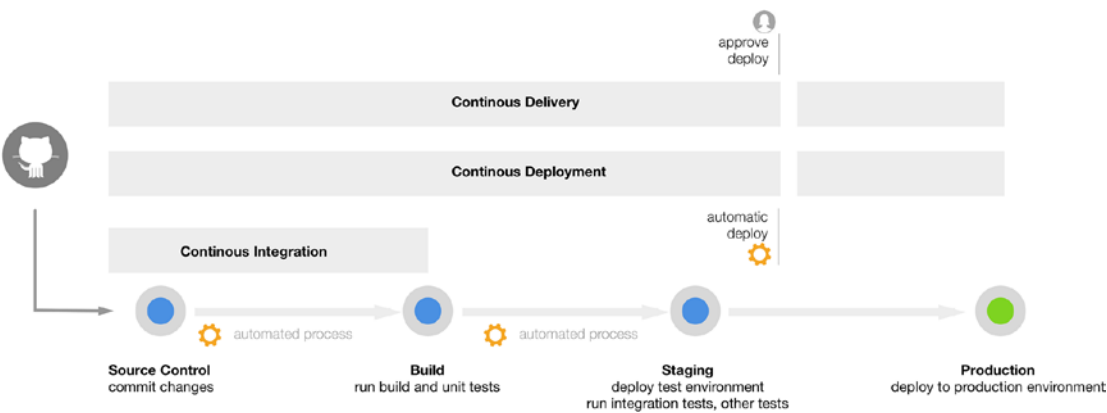 approve
deploy
Continous Delivery
Continous Deployment
automatic
deploy
Continous Integration
automated process
automated process
Source Control
commit changes
Build
run build and unit tests
Staging
deploy test environment
run integration tests, other tests
Production
deploy to production environment